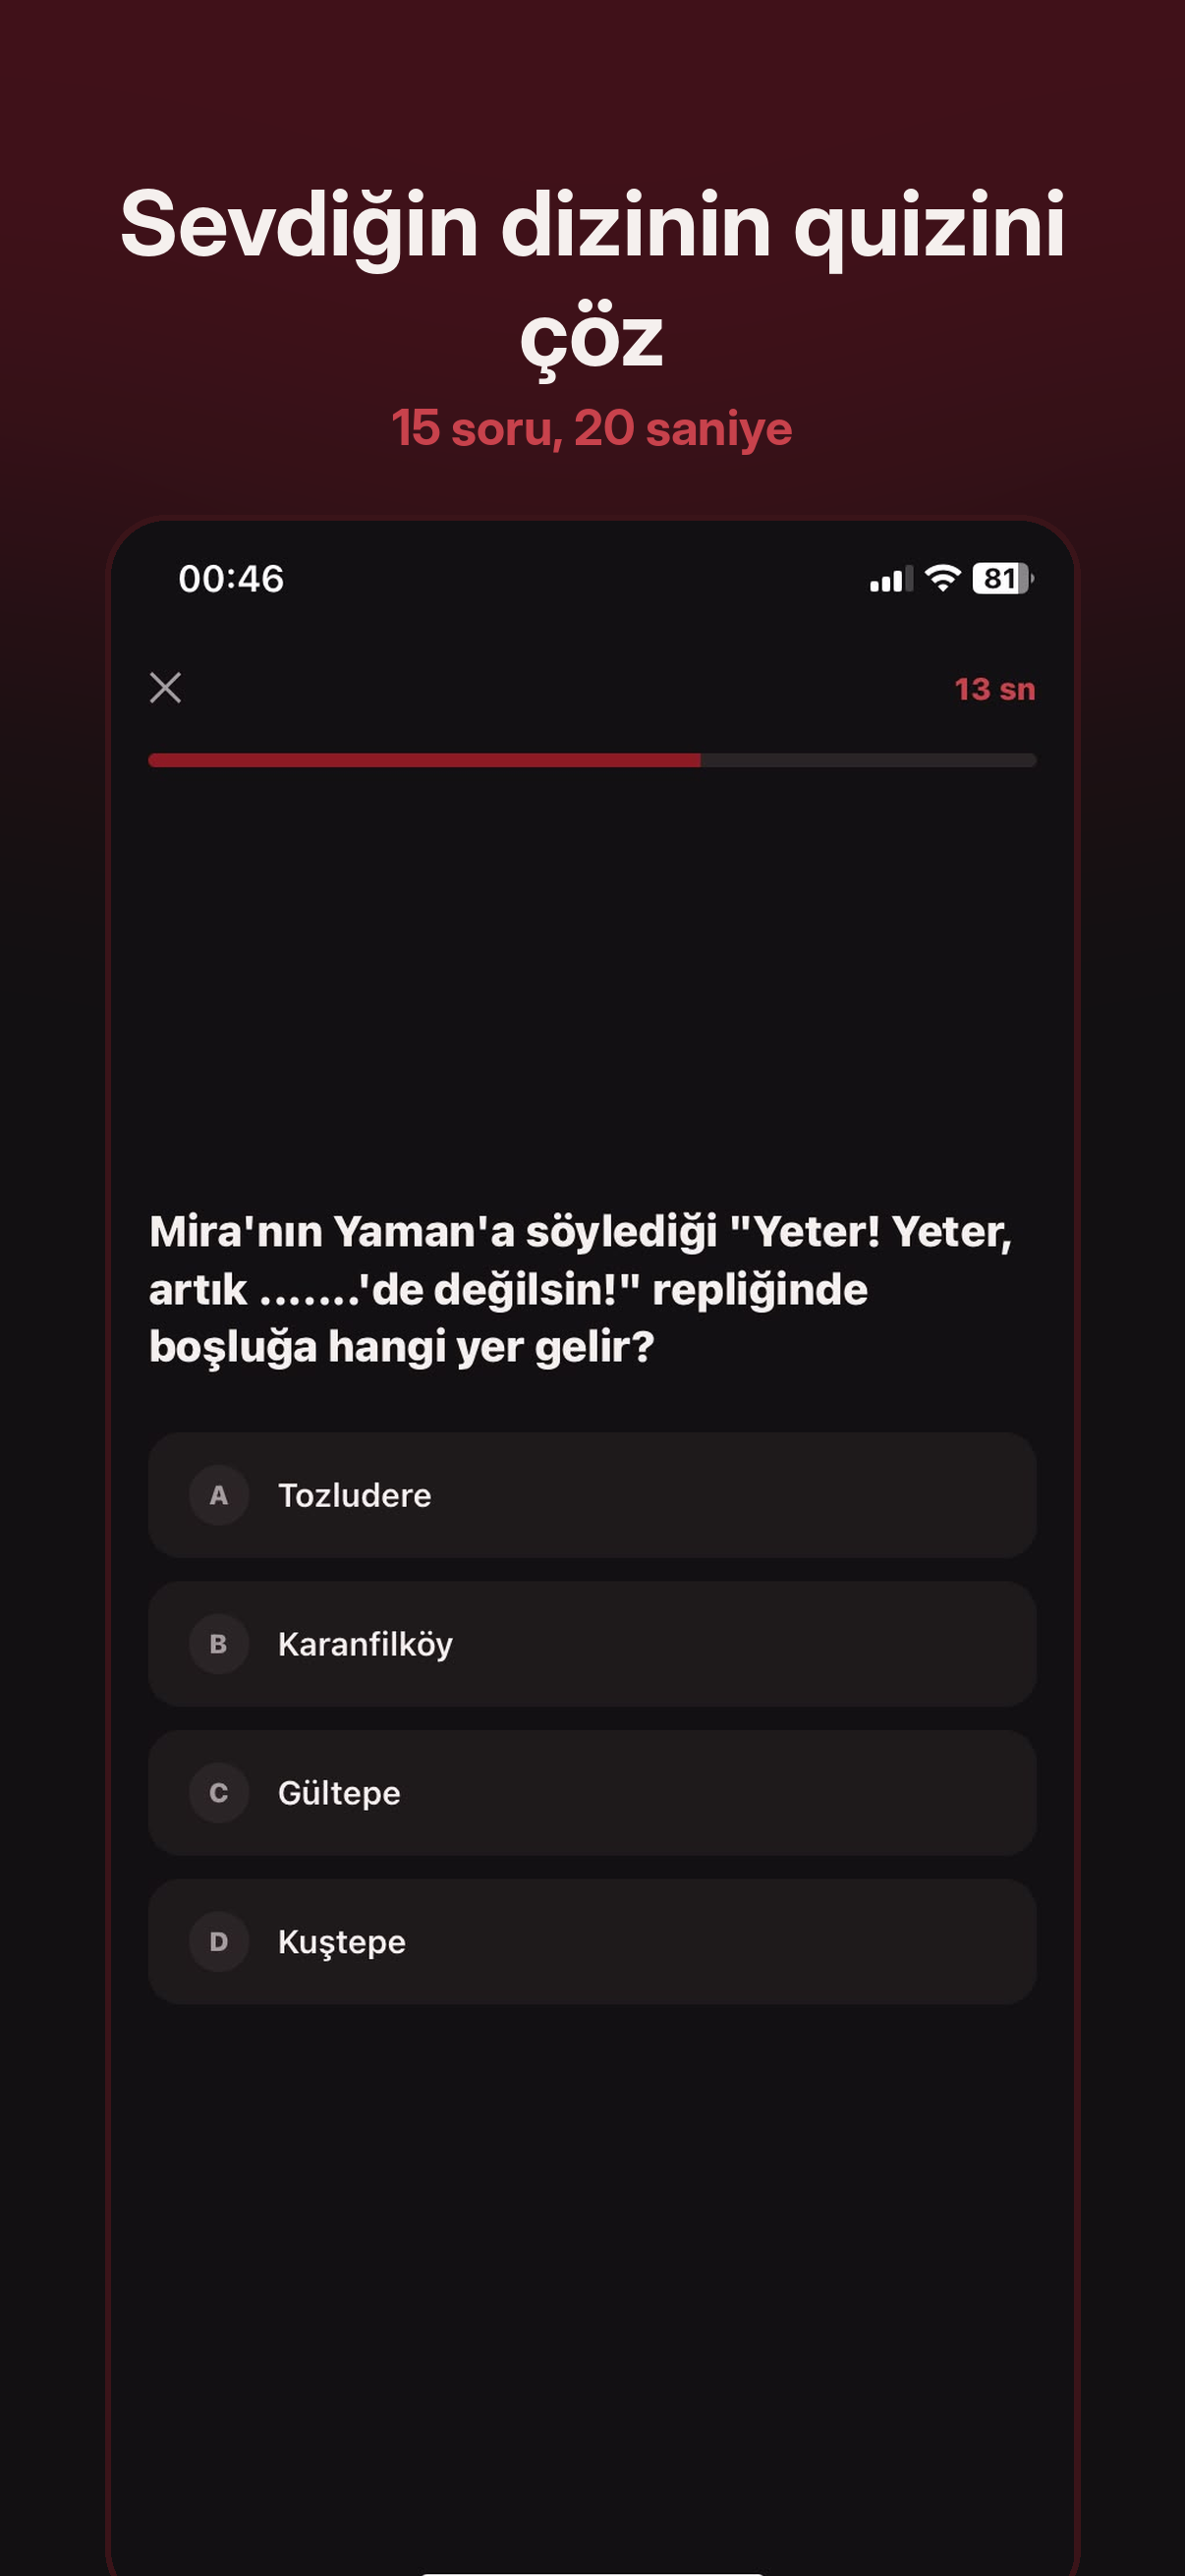 Sevdiğin dizinin quizini
çöz
15 soru, 20 saniye
00:46
81
13 sn
Mira'nın Yaman'a söylediği "Yeter! Yeter,
artık .......'de değilsin!" repliğinde
boşluğa hangi yer gelir?
A Tozludere
B Karanfilköy
C Gültepe
D Kuştepe